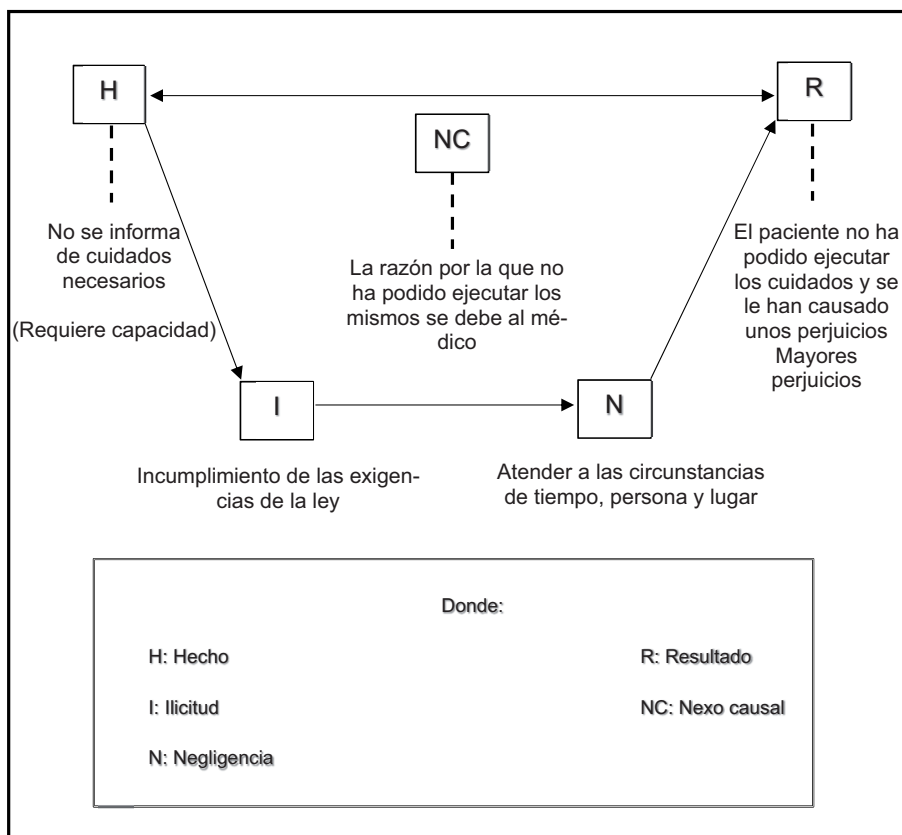 H
R
NC
No se informa
de cuidados
necesarios
(Requiere capacidad)
La razón por la que no
ha podido ejecutar los
mismos se debe al mé-
dico
El paciente no ha
podido ejecutar
los cuidados y se
le han causado
unos perjuicios
Mayores
perjuicios
I
N
Incumplimiento de las exigen-
cias de la ley
Atender a las circunstancias
de tiempo, persona y lugar
Donde:
H: Hecho
R: Resultado
I: Ilicitud
NC: Nexo causal
N: Negligencia